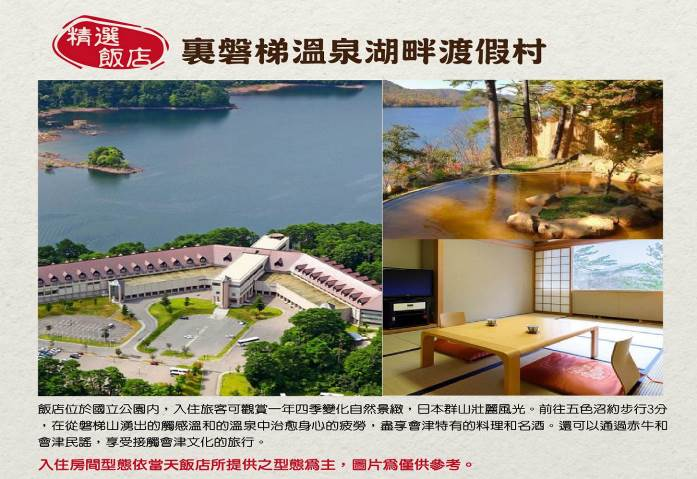 精選
飯店
裏磐梯溫泉湖畔渡假村
飯店位於國立公園內，入住旅客可觀賞一年四季變化自然景緻，日本群山壯麗風光。前往五色沼約步行3分
，在從磐梯山湧出的觸感溫和的溫泉中治愈身心的疲勞，盡享會津特有的料理和名酒。還可以通過赤牛和
會津民謠，享受接觸會津文化的旅行。
入住房間型態依當天飯店所提供之型態為主，圖片為僅供參考。